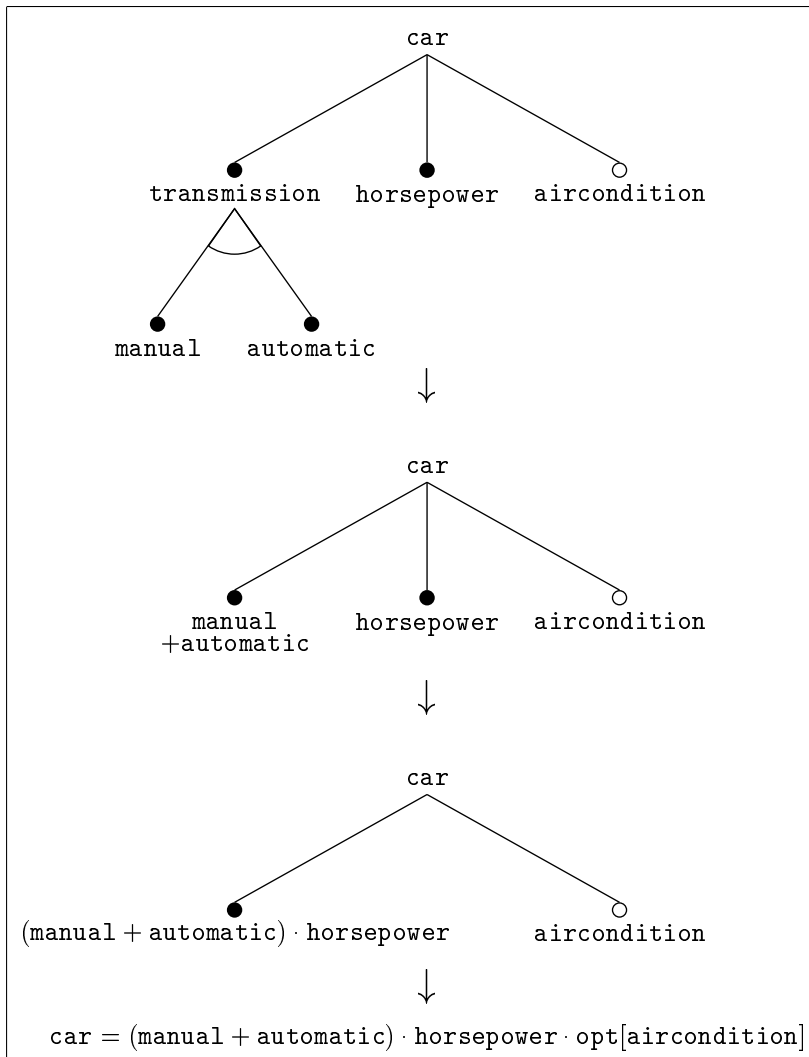 car
transmission horsepower aircondition
manual automatic
car
manual horsepower aircondition
+automatic
car
(manual + automatic) · horsepower aircondition
car = (manual + automatic) · horsepower · opt[aircondition]